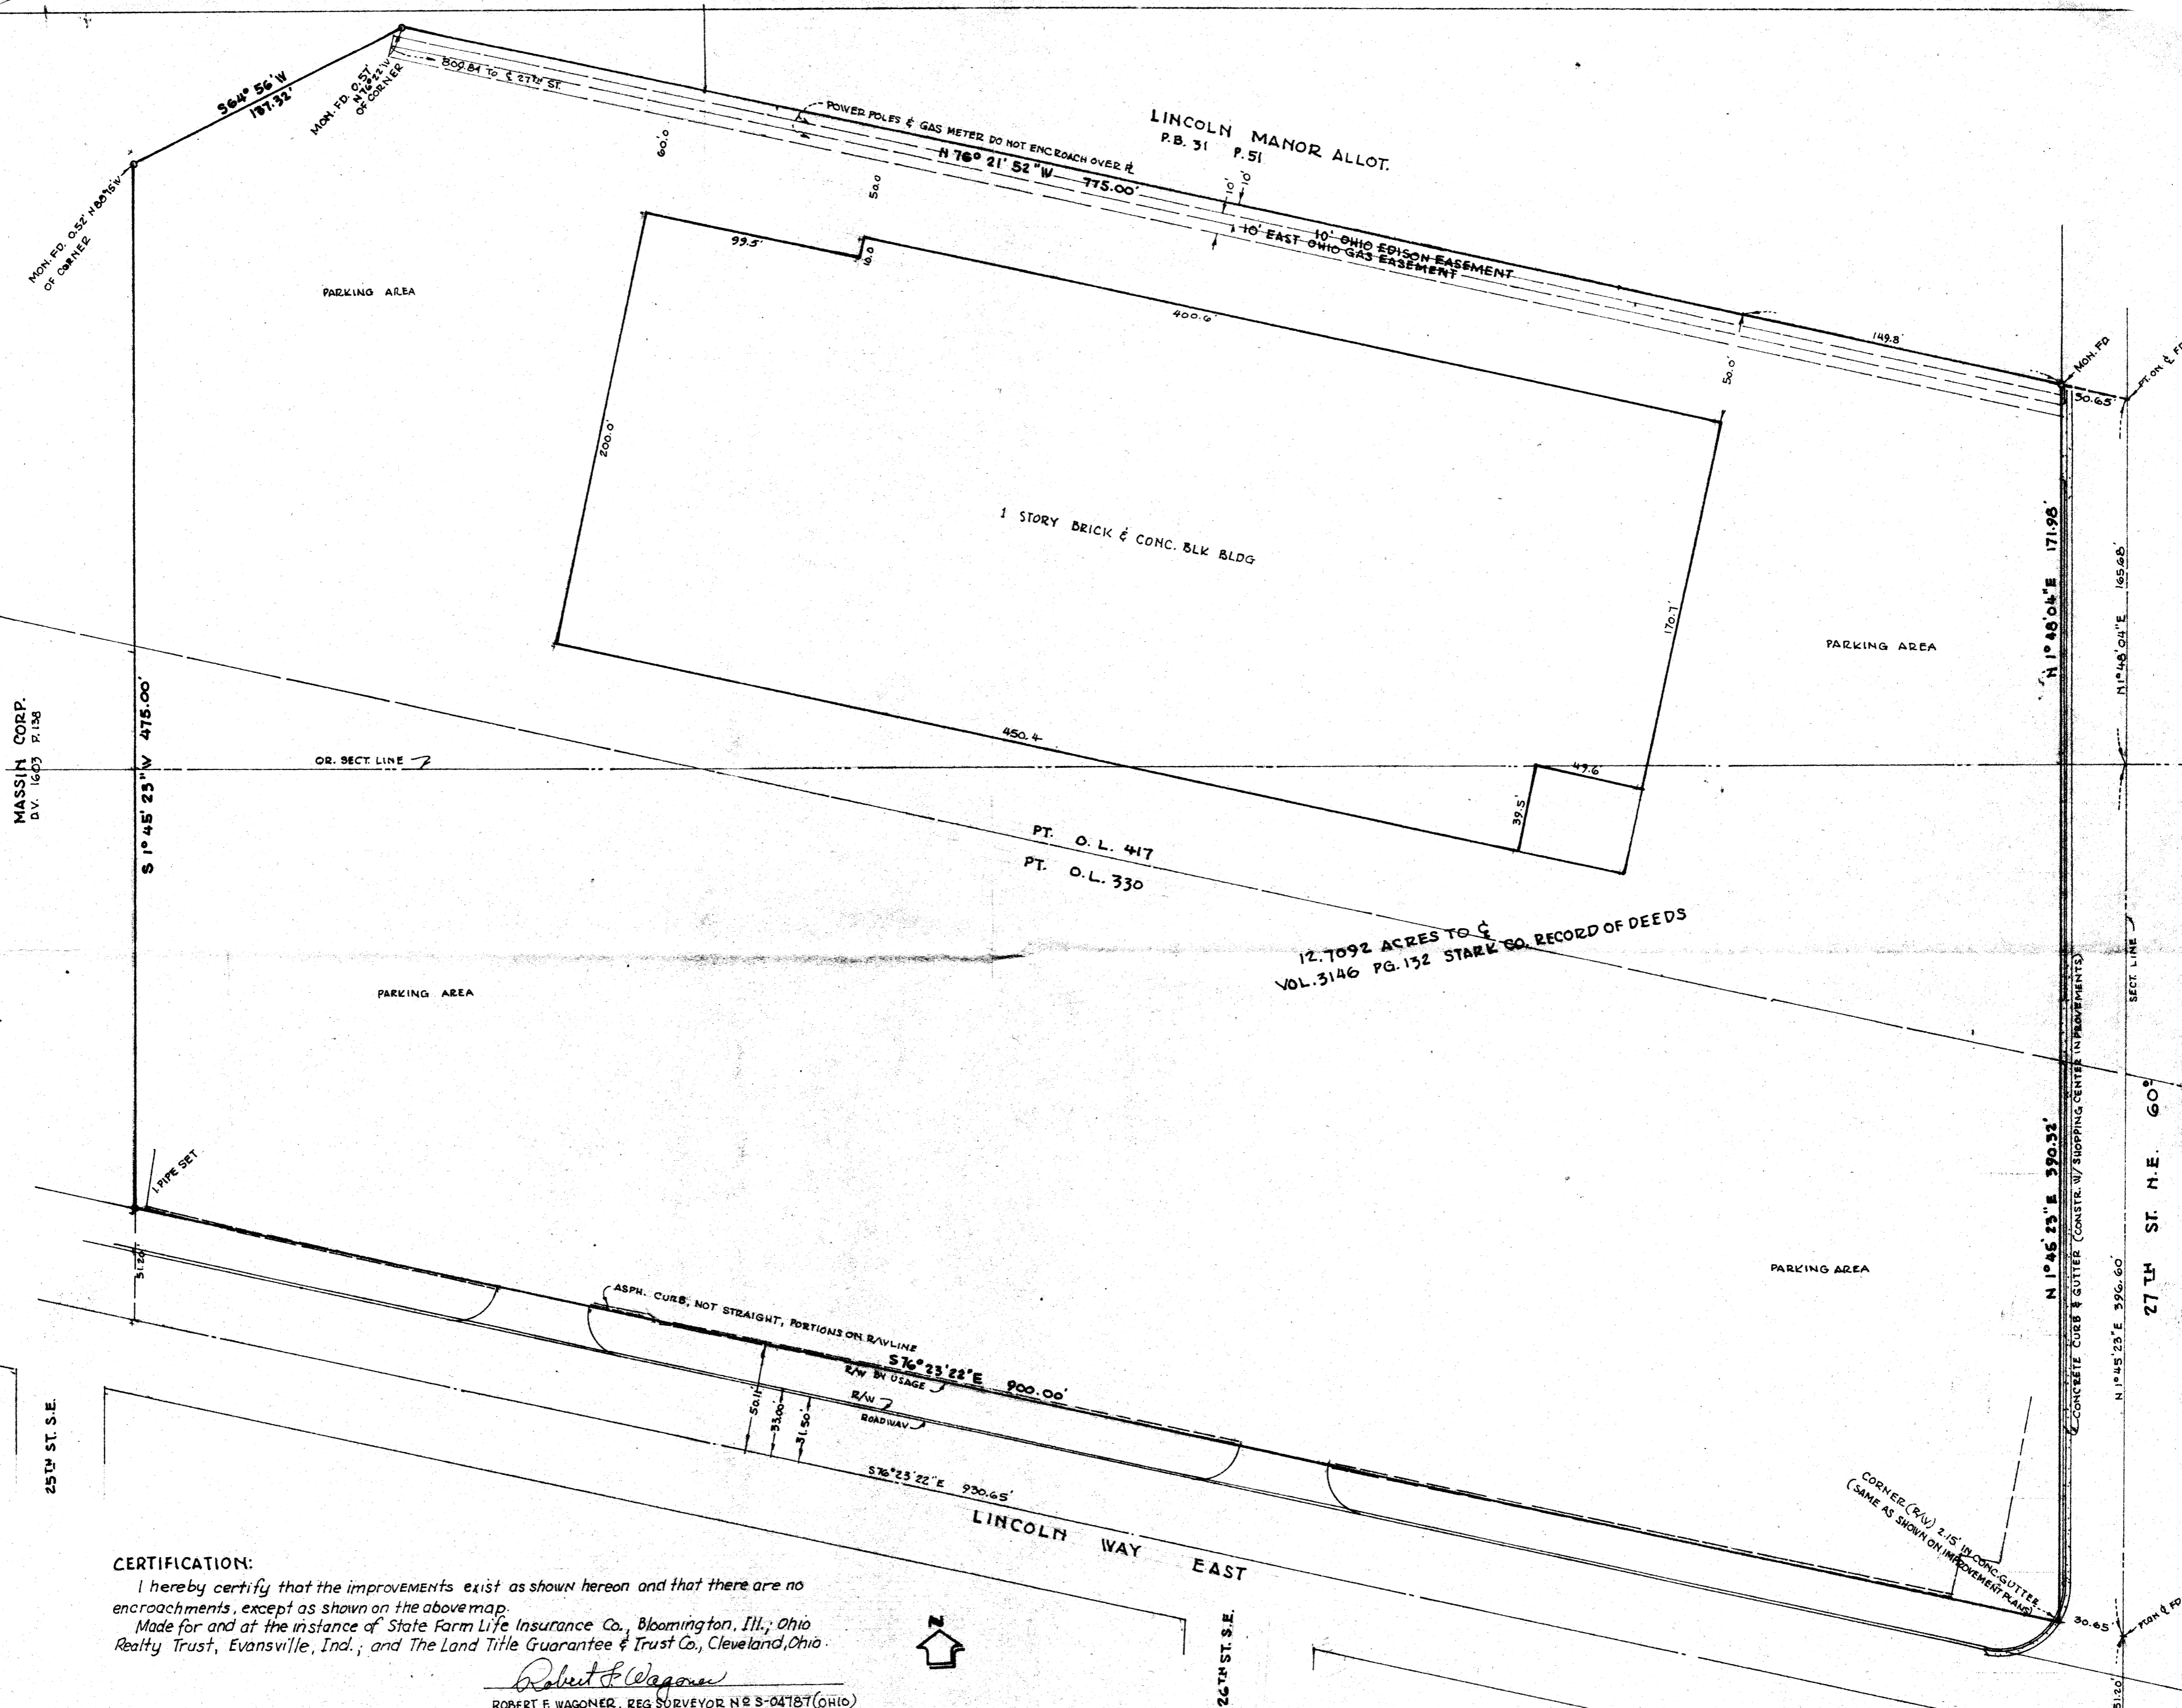 S64° 56' W
137.32'
MON. FD. 0.57'
N76°22'W
OF CORNER
809.84 TO ℄ 27TH ST.
MON. FD. 0.52'
OF CORNER
60.0
50.0
POWER POLES & GAS METER DO NOT ENCROACH OVER ℄
N 76° 21' 52" W 775.00'
LINCOLN MANOR ALLOT.
P.B. 31 P. 51
10'
10'
10' OHIO EDISON EASEMENT
10' EAST OHIO GAS EASEMENT
149.8'
MON. FD.
PT. ON ℄
30.65'
50.0'
99.5'
16.0
400.6'
200.0'
PARKING AREA
1 STORY BRICK & CONC. BLK BLDG
170.7'
PARKING AREA
N 1° 48' 04" E 171.98'
N 1° 48' 04" E 165.68'
MASSIN CORP.
D.V. 1603 P. 138
S 1° 45' 23" W 475.00'
OR. SECT. LINE
450.4
49.6
39.5'
PT. O.L. 417
PT. O.L. 330
12.7092 ACRES TO ℄
VOL. 3146 PG. 132 STARK CO. RECORD OF DEEDS
PARKING AREA
SECT. LINE
CONCRETE CURB & GUTTER (CONSTR. W/ SHOPPING CENTER IMPROVEMENTS)
N 1° 45' 23" E 390.32'
N 1° 45' 23" E 396.60'
27TH ST. N.E. 60°
PARKING AREA
I. PIPE SET
51.20'
ASPH. CURB, NOT STRAIGHT, PORTIONS ON R/W LINE
S76° 23' 22" E 900.00'
R/W BY USAGE
R/W
ROADWAY
50.11'
33.00'
31.50'
S76° 23' 22" E 930.65'
LINCOLN WAY EAST
25TH ST. S.E.
26TH ST. S.E.
CORNER (R/W) 2.15' IN CONC. GUTTER
(SAME AS SHOWN ON IMPROVEMENT PLANS)
30.65'
51.20'
N
CERTIFICATION:
I hereby certify that the improvements exist as shown hereon and that there are no
encroachments, except as shown on the above map.
Made for and at the instance of State Farm Life Insurance Co., Bloomington, Ill.; Ohio
Realty Trust, Evansville, Ind.; and The Land Title Guarantee & Trust Co., Cleveland, Ohio.
Robert F. Wagoner
ROBERT F. WAGONER, REG SURVEYOR Nº S-04787 (OHIO)